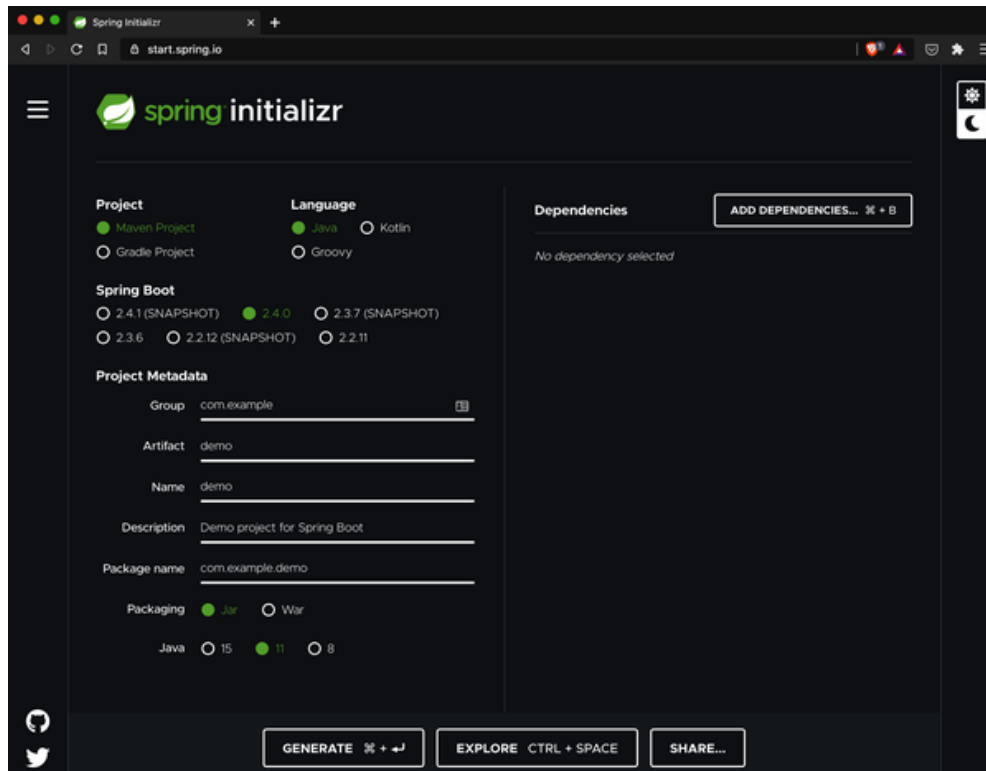 Spring Initializr
start.spring.io
spring initializr
Project
Maven Project
Gradle Project
Language
Java Kotlin
Groovy
Spring Boot
2.4.1 (SNAPSHOT) 2.4.0 2.3.7 (SNAPSHOT)
2.3.6 2.2.12 (SNAPSHOT) 2.2.11
Project Metadata
Group com.example
Artifact demo
Name demo
Description Demo project for Spring Boot
Package name com.example.demo
Packaging Jar War
Java 15 11 8
Dependencies
ADD DEPENDENCIES... ⌘ + B
No dependency selected
GENERATE ⌘ + ↵
EXPLORE CTRL + SPACE
SHARE...